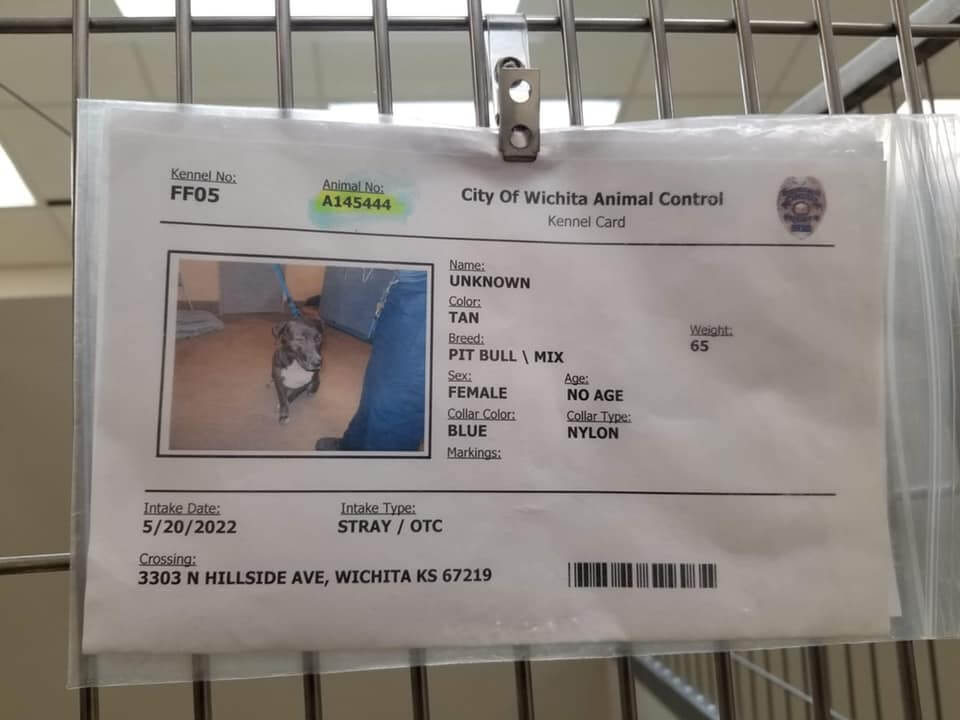 Kennel No:
FF05
Animal No:
A145444
City Of Wichita Animal Control
Kennel Card
Name:
UNKNOWN
Color:
TAN
Weight:
65
Breed:
PIT BULL \ MIX
Sex:
FEMALE
Age:
NO AGE
Collar Color:
BLUE
Collar Type:
NYLON
Markings:
Intake Date:
5/20/2022
Intake Type:
STRAY / OTC
Crossing:
3303 N HILLSIDE AVE, WICHITA KS 67219